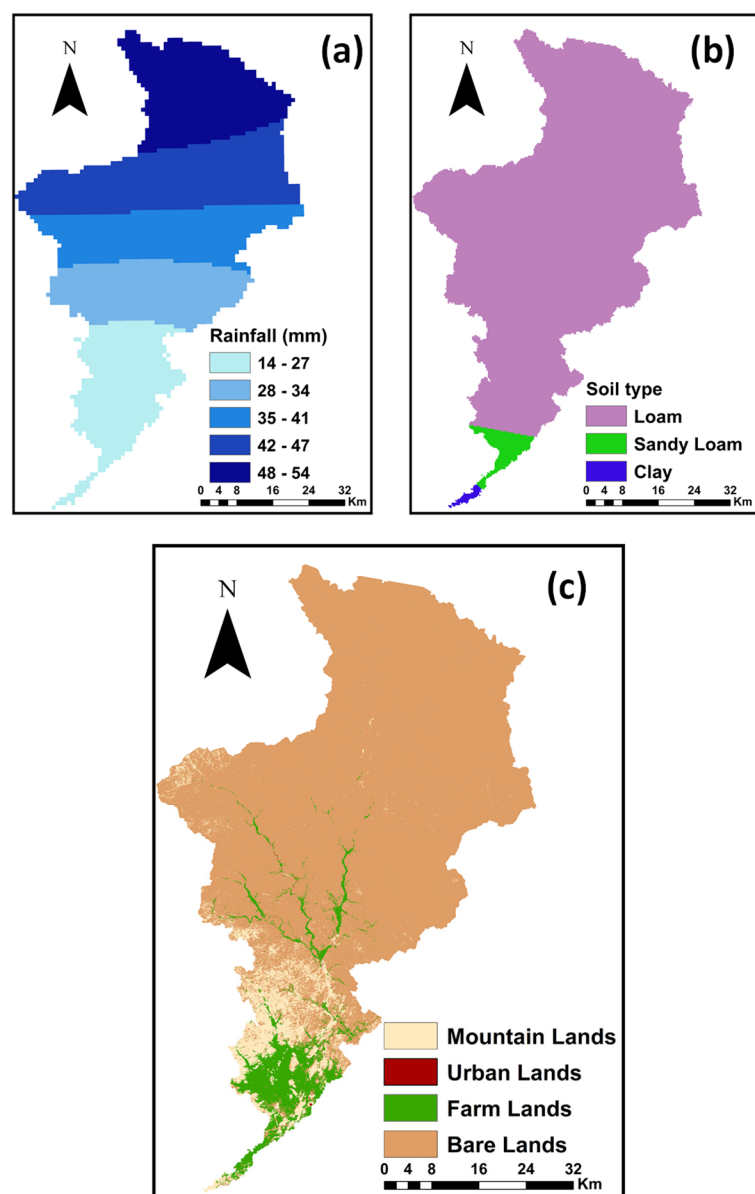 N
(a)
Rainfall (mm)
14 - 27
28 - 34
35 - 41
42 - 47
48 - 54
0 4 8 16 24 32
Km
N
(b)
Soil type
Loam
Sandy Loam
Clay
0 4 8 16 24 32
Km
N
(c)
Mountain Lands
Urban Lands
Farm Lands
Bare Lands
0 4 8 16 24 32
Km